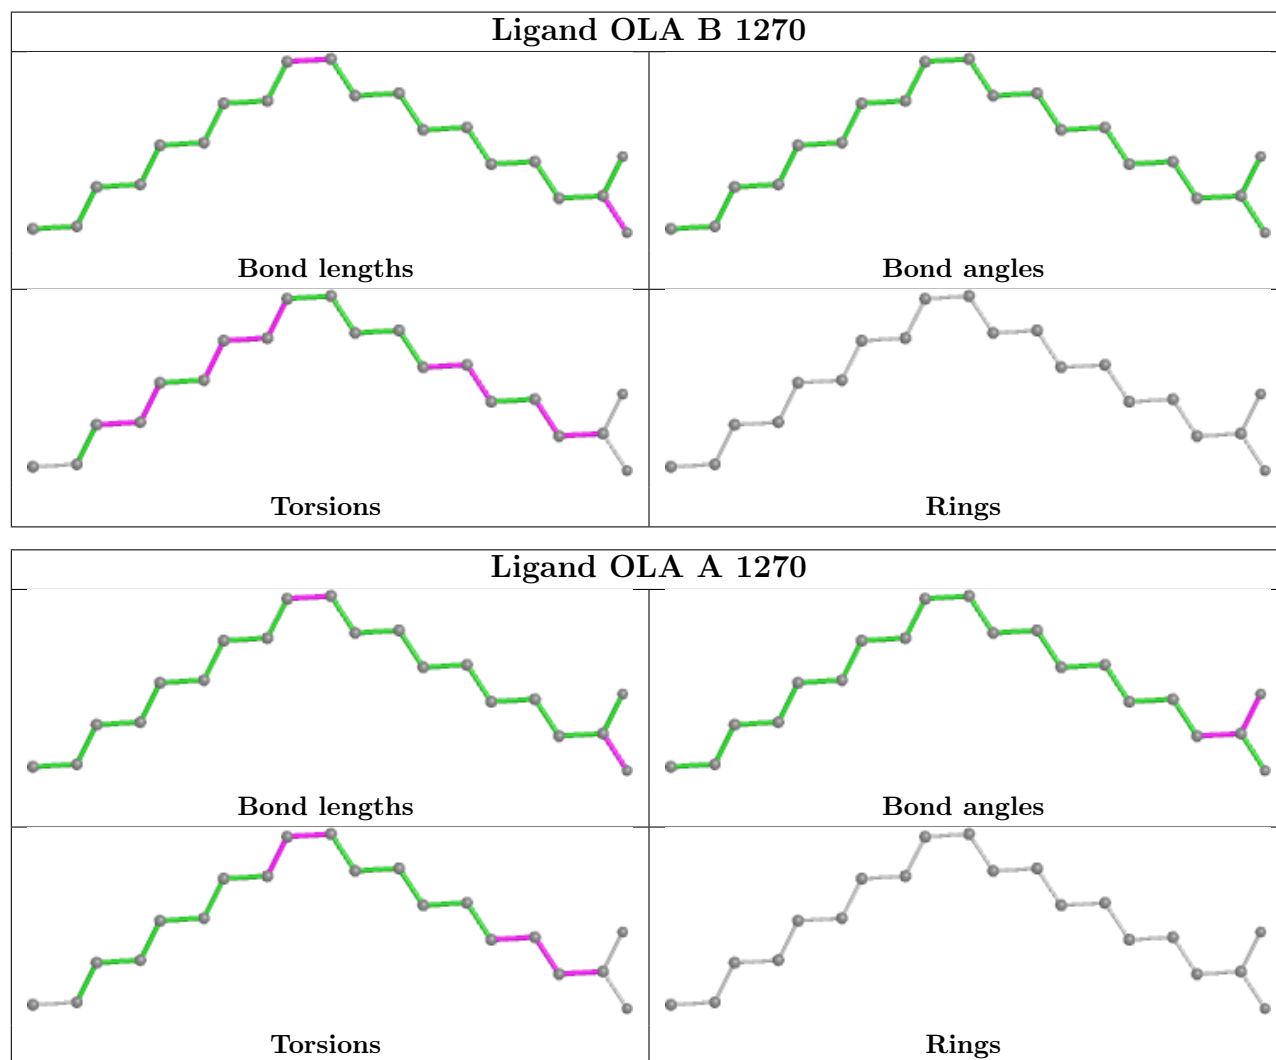 Ligand OLA B 1270
Bond lengths
Bond angles
Torsions
Rings
Ligand OLA A 1270
Bond lengths
Bond angles
Torsions
Rings